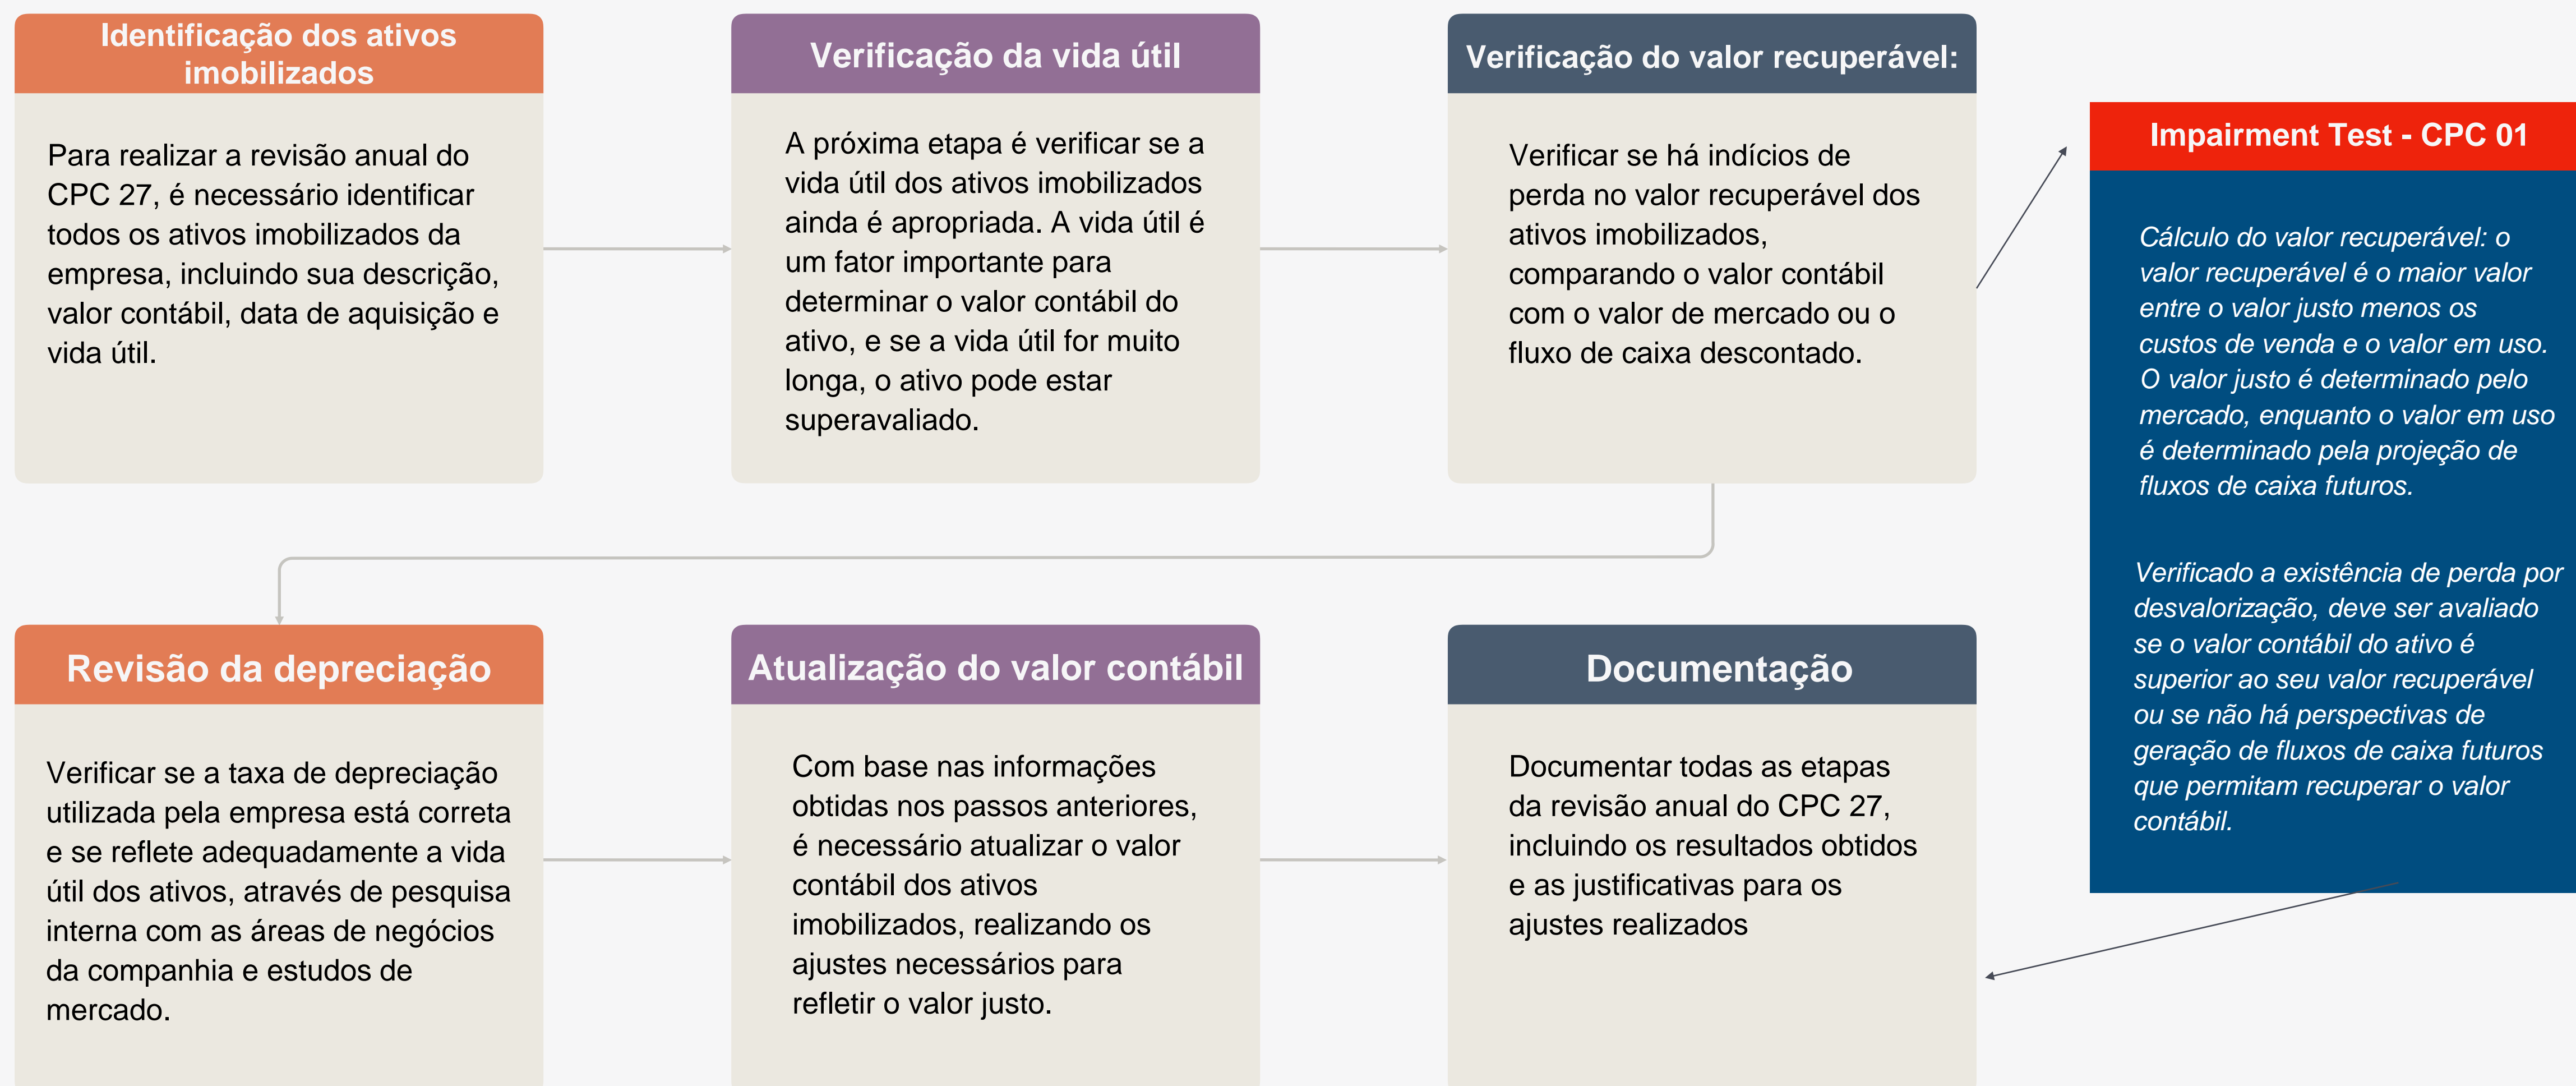 Identificação dos ativos
imobilizados
Para realizar a revisão anual do
CPC 27, é necessário identificar
todos os ativos imobilizados da
empresa, incluindo sua descrição,
valor contábil, data de aquisição e
vida útil.
Verificação da vida útil
A próxima etapa é verificar se a
vida útil dos ativos imobilizados
ainda é apropriada. A vida útil é
um fator importante para
determinar o valor contábil do
ativo, e se a vida útil for muito
longa, o ativo pode estar
superavaliado.
Verificação do valor recuperável:
Verificar se há indícios de
perda no valor recuperável dos
ativos imobilizados,
comparando o valor contábil
com o valor de mercado ou o
fluxo de caixa descontado.
Impairment Test - CPC 01
Cálculo do valor recuperável: o
valor recuperável é o maior valor
entre o valor justo menos os
custos de venda e o valor em uso.
O valor justo é determinado pelo
mercado, enquanto o valor em uso
é determinado pela projeção de
fluxos de caixa futuros.
Verificado a existência de perda por
desvalorização, deve ser avaliado
se o valor contábil do ativo é
superior ao seu valor recuperável
ou se não há perspectivas de
geração de fluxos de caixa futuros
que permitam recuperar o valor
contábil.
Revisão da depreciação
Verificar se a taxa de depreciação
utilizada pela empresa está correta
e se reflete adequadamente a vida
útil dos ativos, através de pesquisa
interna com as áreas de negócios
da companhia e estudos de
mercado.
Atualização do valor contábil
Com base nas informações
obtidas nos passos anteriores,
é necessário atualizar o valor
contábil dos ativos
imobilizados, realizando os
ajustes necessários para
refletir o valor justo.
Documentação
Documentar todas as etapas
da revisão anual do CPC 27,
incluindo os resultados obtidos
e as justificativas para os
ajustes realizados